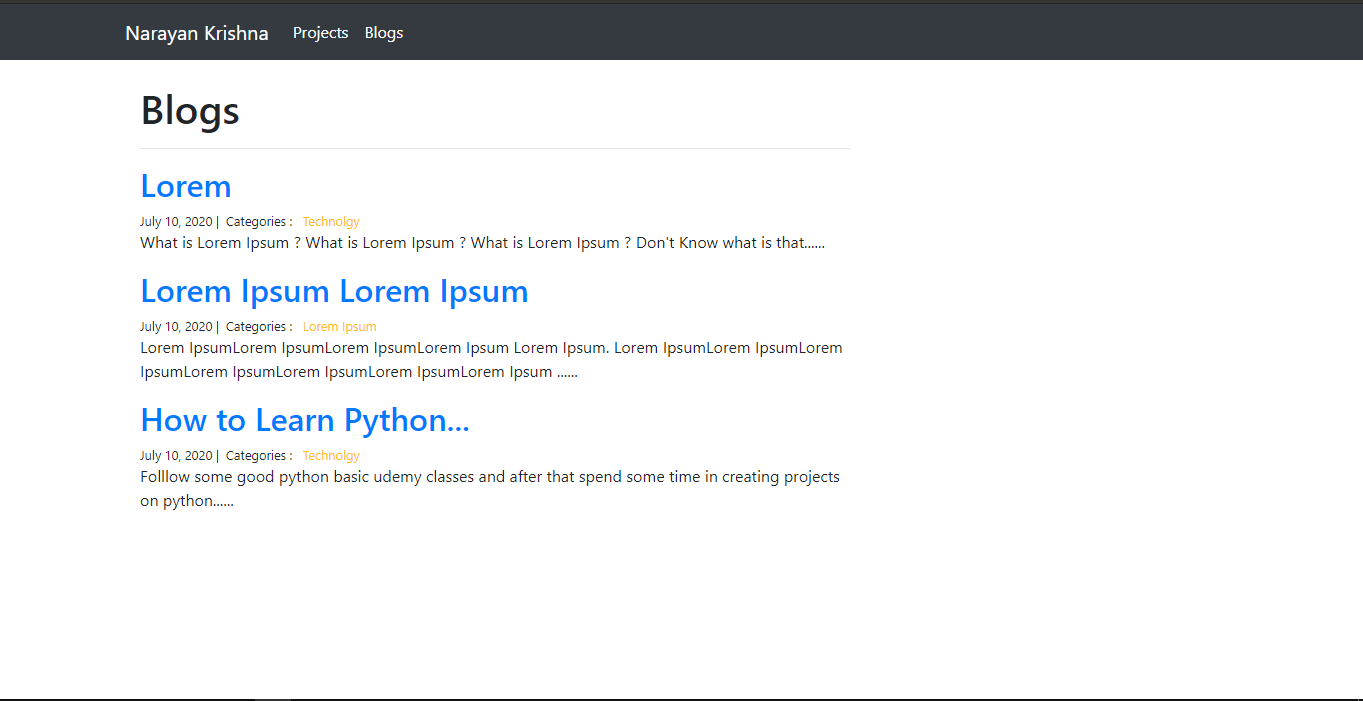 Narayan Krishna Projects Blogs
Blogs
Lorem
July 10, 2020 | Categories : Technolgy
What is Lorem Ipsum ? What is Lorem Ipsum ? What is Lorem Ipsum ? Don't Know what is that......
Lorem Ipsum Lorem Ipsum
July 10, 2020 | Categories : Lorem Ipsum
Lorem IpsumLorem IpsumLorem IpsumLorem Ipsum Lorem Ipsum. Lorem IpsumLorem IpsumLorem
IpsumLorem IpsumLorem IpsumLorem IpsumLorem Ipsum ......
How to Learn Python...
July 10, 2020 | Categories : Technolgy
Folllow some good python basic udemy classes and after that spend some time in creating projects
on python......